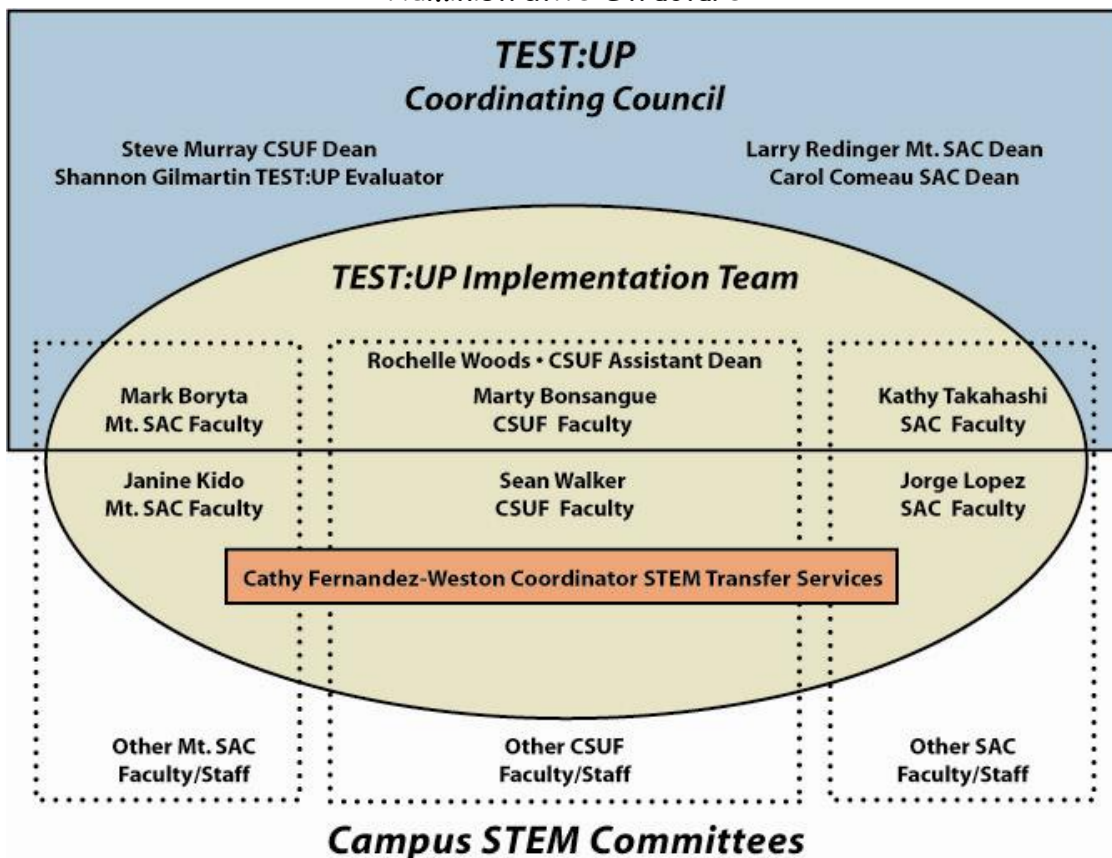 TEST:UP
Coordinating Council
Steve Murray CSUF Dean
Shannon Gilmartin TEST:UP Evaluator
Larry Redinger Mt. SAC Dean
Carol Comeau SAC Dean
TEST:UP Implementation Team
Rochelle Woods • CSUF Assistant Dean
Mark Boryta
Mt. SAC Faculty
Marty Bonsangue
CSUF Faculty
Kathy Takahashi
SAC Faculty
Janine Kido
Mt. SAC Faculty
Sean Walker
CSUF Faculty
Jorge Lopez
SAC Faculty
Cathy Fernandez-Weston Coordinator STEM Transfer Services
Other Mt. SAC
Faculty/Staff
Other CSUF
Faculty/Staff
Other SAC
Faculty/Staff
Campus STEM Committees